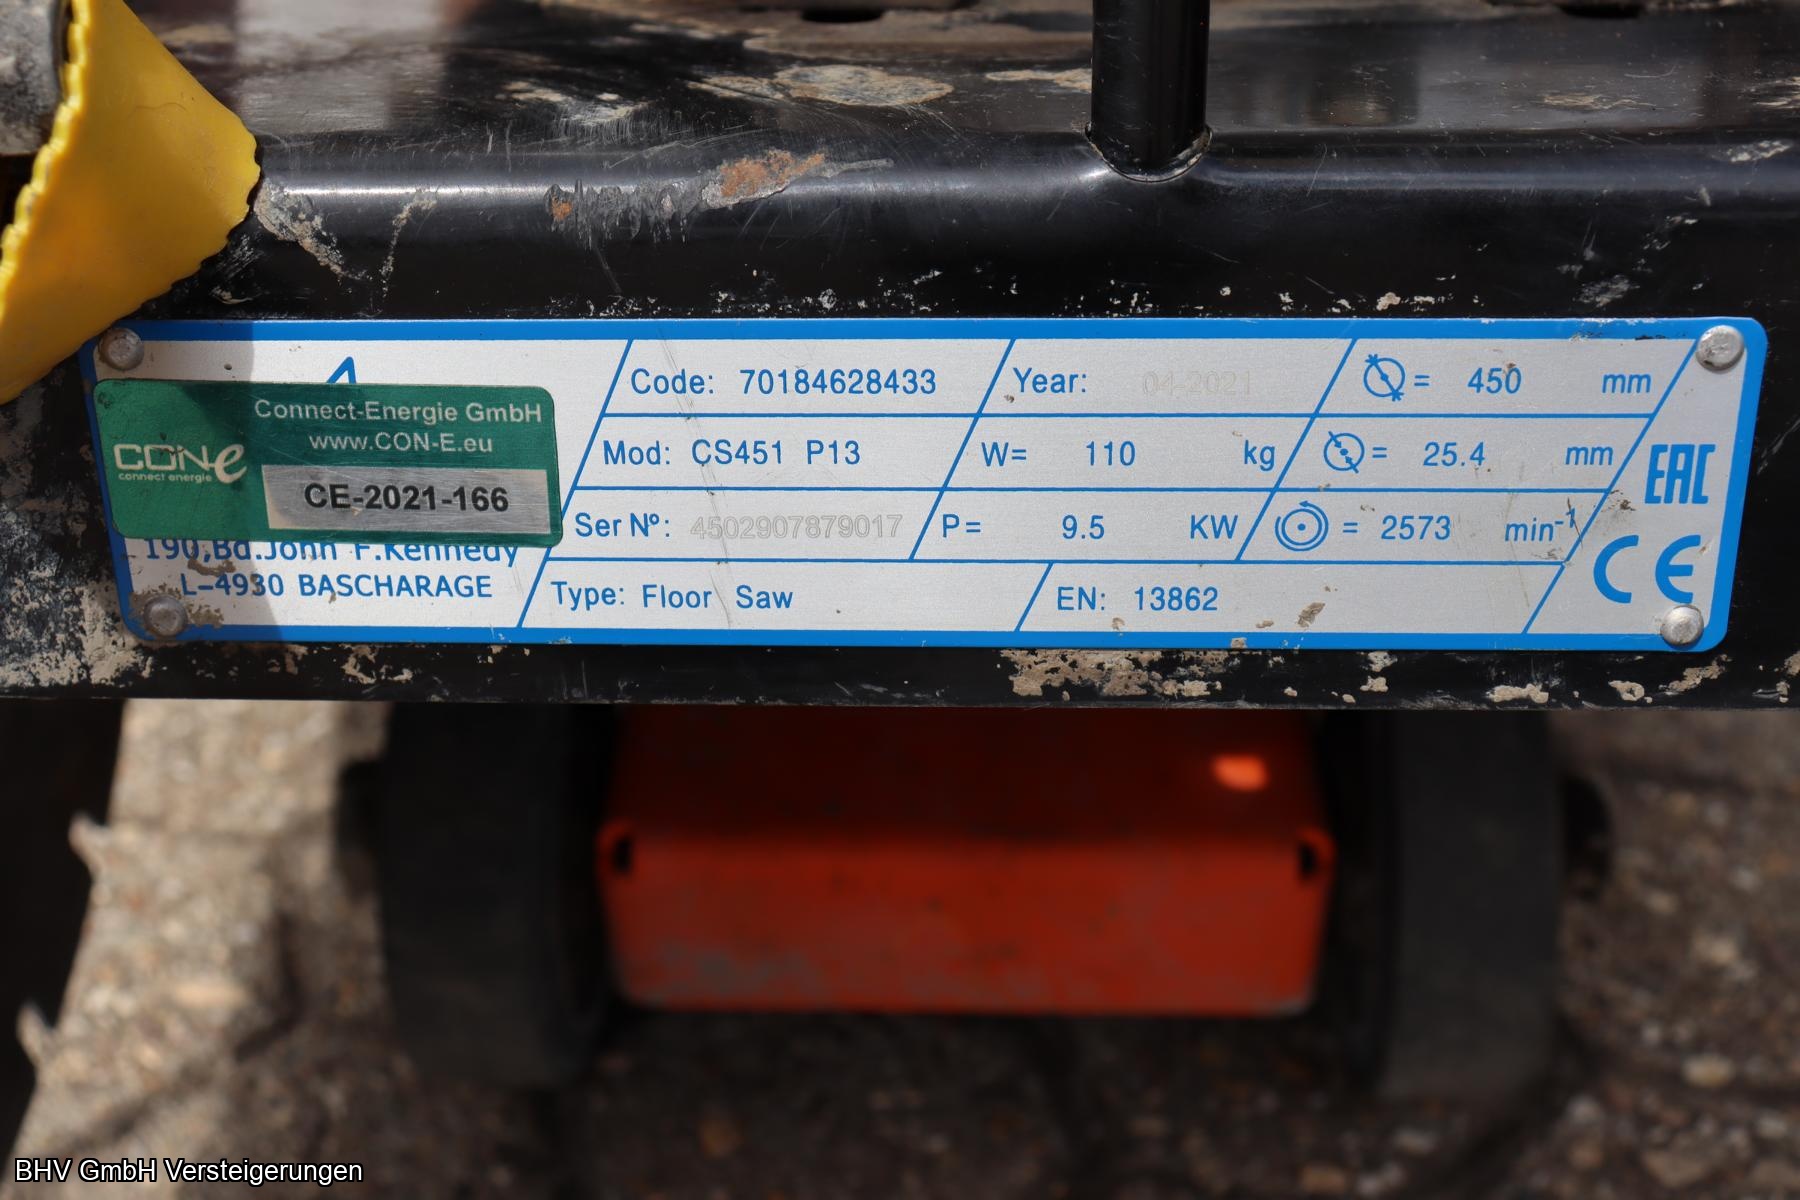 Connect-Energie GmbH
www.CON-E.eu
CONe
connect energie
CE-2021-166
190,Bd.John F.Kennedy
L-4930 BASCHARAGE
Code: 70184628433
Year: 04-2021
= 450 mm
Mod: CS451 P13
W= 110 kg
= 25.4 mm
Ser Nº: 4502907879017
P= 9.5 KW
= 2573 min⁻¹
Type: Floor Saw
EN: 13862
EAC
CE
BHV GmbH Versteigerungen